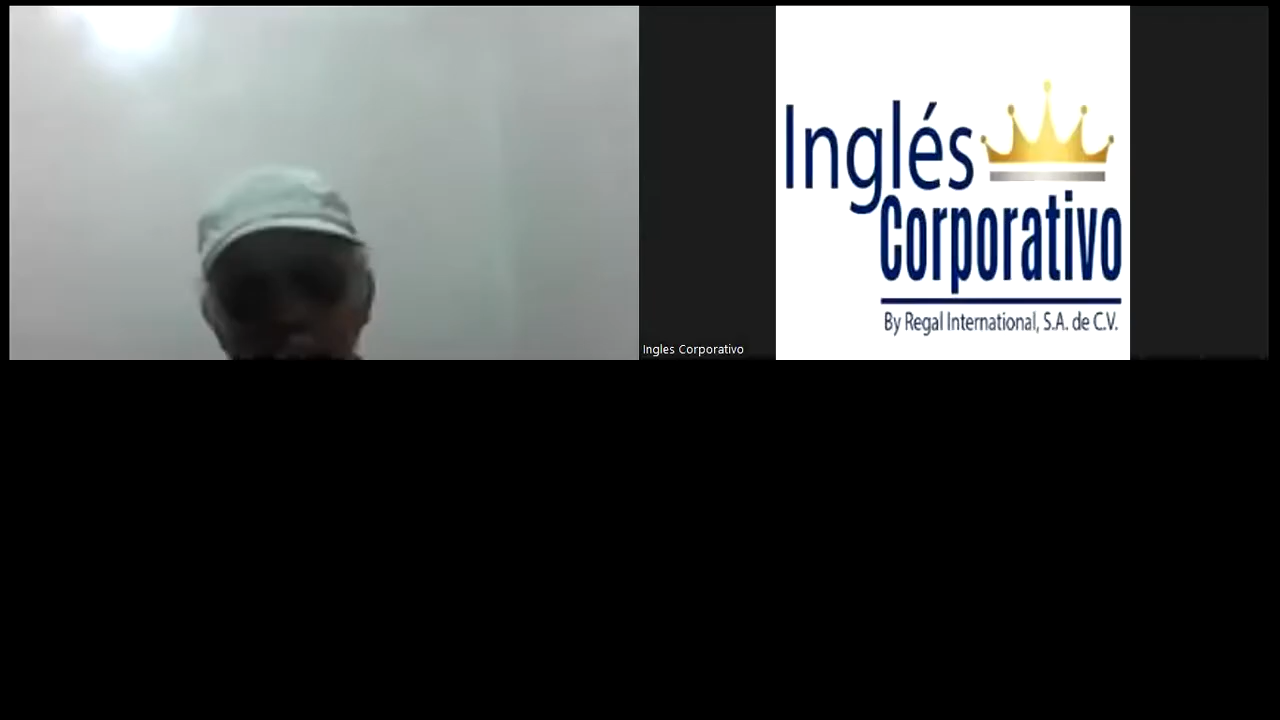 Inglés
Corporativo
By Regal International, S.A. de C.V.
Ingles Corporativo